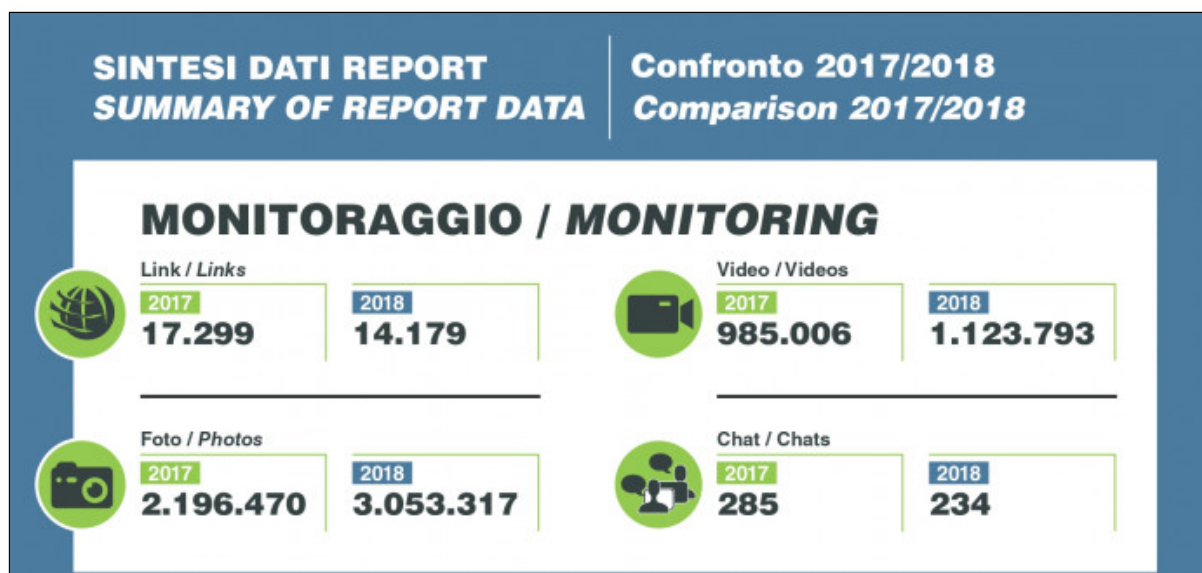 SINTESI DATI REPORT
SUMMARY OF REPORT DATA
Confronto 2017/2018
Comparison 2017/2018
MONITORAGGIO / MONITORING
Link / Links
2017
17.299
2018
14.179
Video / Videos
2017
985.006
2018
1.123.793
Foto / Photos
2017
2.196.470
2018
3.053.317
Chat / Chats
2017
285
2018
234